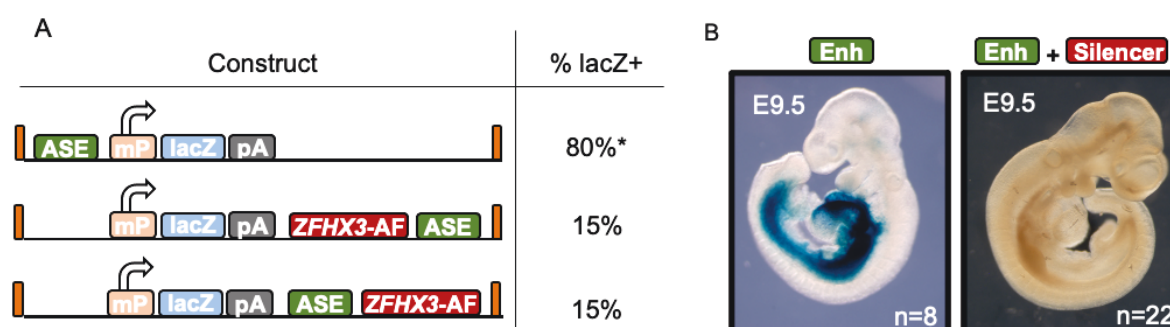 A
Construct % lacZ+
ASE mP lacZ pA 80%*
mP lacZ pA ZFHX3-AF ASE 15%
mP lacZ pA ASE ZFHX3-AF 15%
B
Enh Enh + Silencer
E9.5 E9.5
n=8 n=22